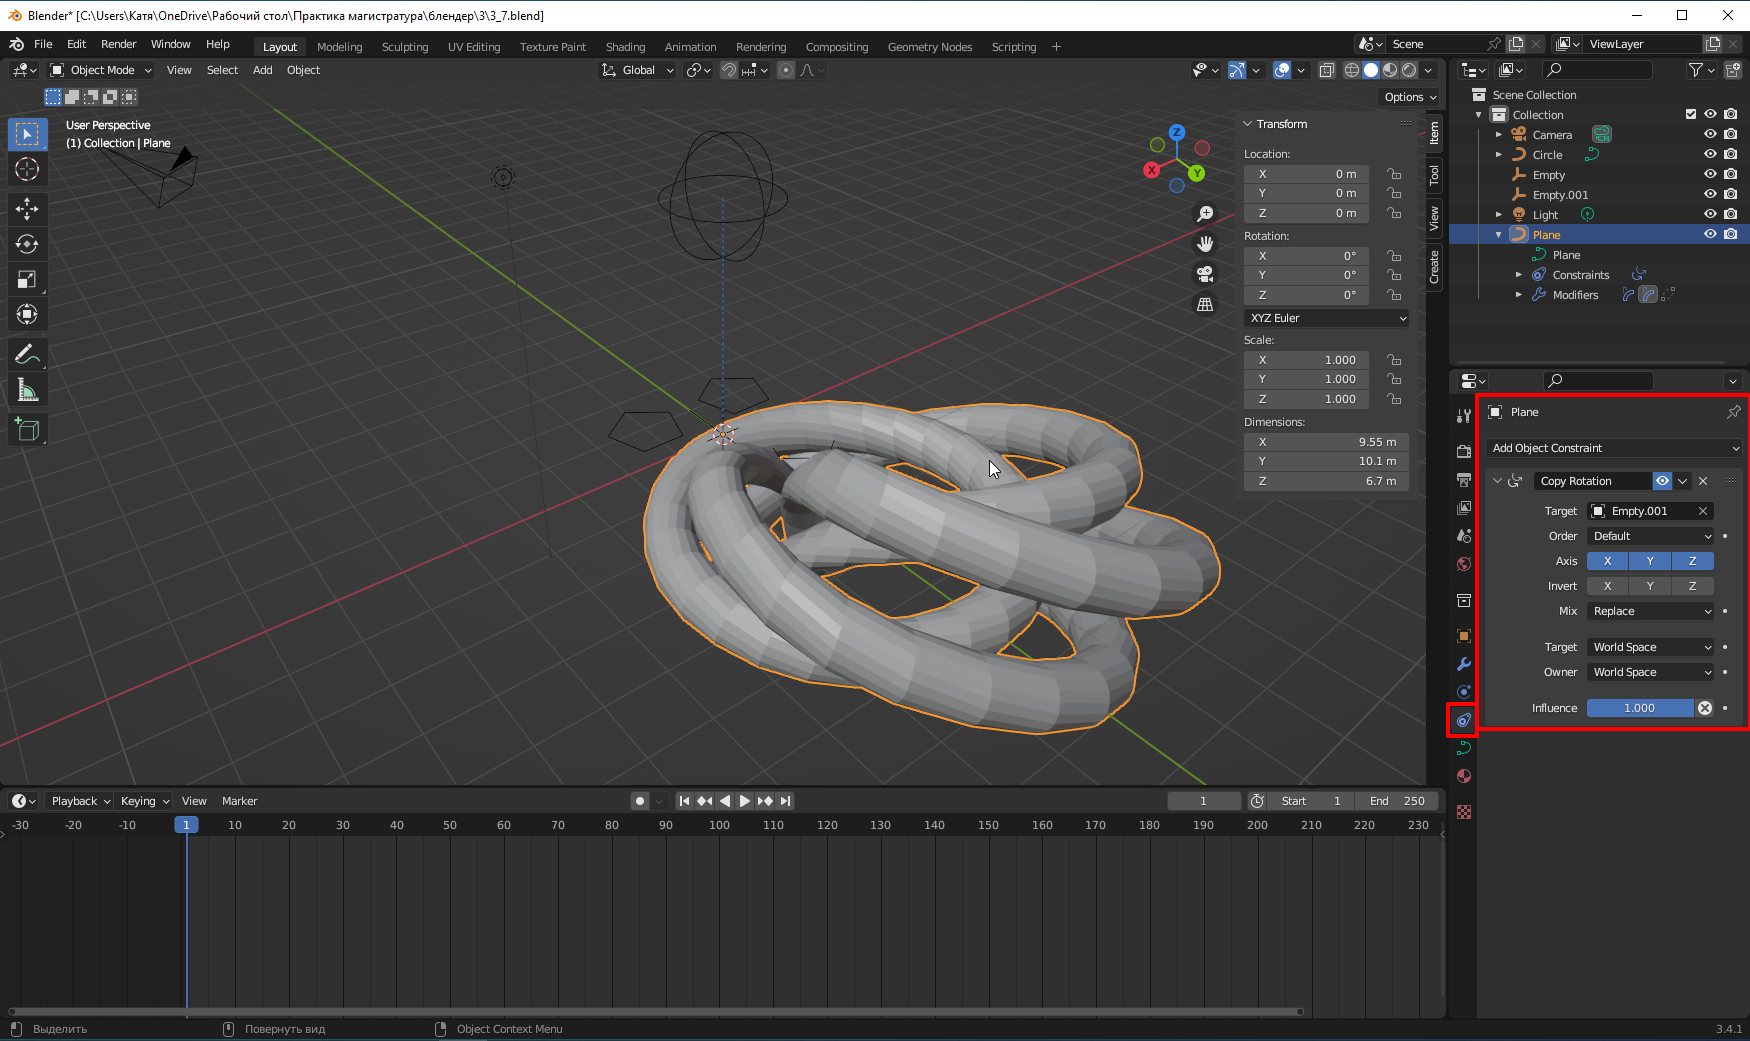 Blender* [C:\Users\Катя\OneDrive\Рабочий стол\Практика магистратура\блендер\3\3_7.blend]
File Edit Render Window Help Layout Modeling Sculpting UV Editing Texture Paint Shading Animation Rendering Compositing Geometry Nodes Scripting + Scene ViewLayer
Object Mode View Select Add Object Global
Options
User Perspective
(1) Collection | Plane
Z
X
Y
Transform
Location:
X 0 m
Y 0 m
Z 0 m
Rotation:
X 0°
Y 0°
Z 0°
XYZ Euler
Scale:
X 1.000
Y 1.000
Z 1.000
Dimensions:
X 9.55 m
Y 10.1 m
Z 6.7 m
Item
Tool
View
Create
Scene Collection
Collection
Camera
Circle
Empty
Empty.001
Light
Plane
Plane
Constraints
Modifiers
Plane
Add Object Constraint
Copy Rotation
Target Empty.001
Order Default
Axis X Y Z
Invert X Y Z
Mix Replace
Target World Space
Owner World Space
Influence 1.000
Playback Keying View Marker 1 Start 1 End 250
-30 -20 -10 1 10 20 30 40 50 60 70 80 90 100 110 120 130 140 150 160 170 180 190 200 210 220 230
Выделить Повернуть вид Object Context Menu 3.4.1